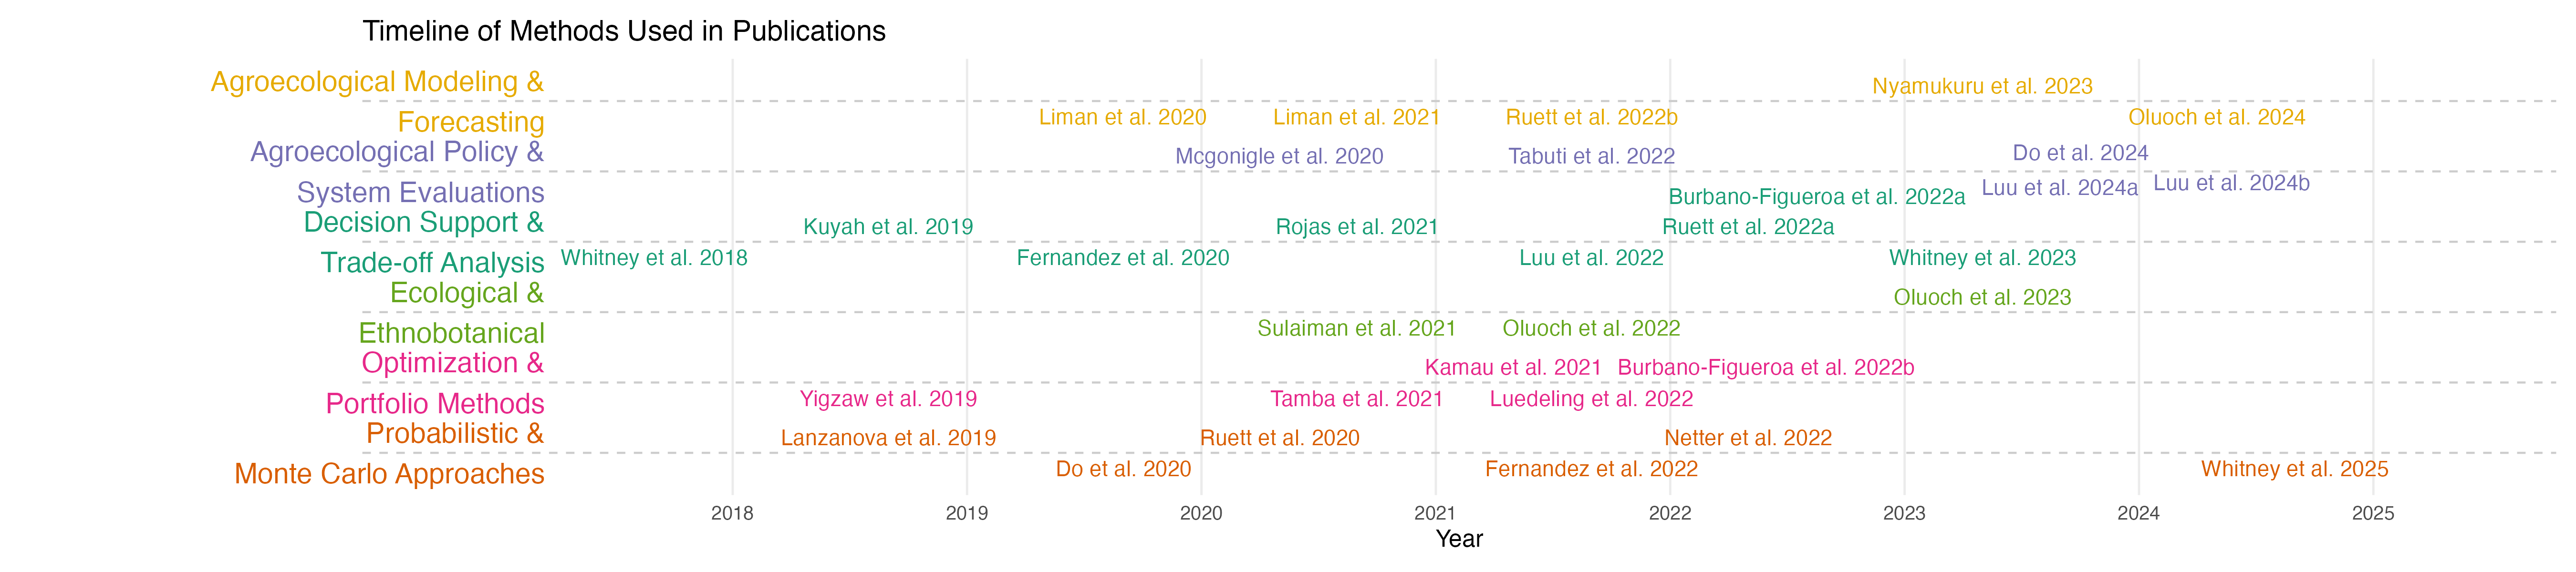 Timeline of Methods Used in Publications
Agroecological Modeling &
Nyamukuru et al. 2023
Forecasting
Liman et al. 2020
Liman et al. 2021
Ruett et al. 2022b
Oluoch et al. 2024
Agroecological Policy &
Mcgonigle et al. 2020
Tabuti et al. 2022
Do et al. 2024
System Evaluations
Luu et al. 2024a
Luu et al. 2024b
Burbano-Figueroa et al. 2022a
Decision Support &
Kuyah et al. 2019
Rojas et al. 2021
Ruett et al. 2022a
Trade-off Analysis
Whitney et al. 2018
Fernandez et al. 2020
Luu et al. 2022
Whitney et al. 2023
Ecological &
Oluoch et al. 2023
Ethnobotanical
Sulaiman et al. 2021
Oluoch et al. 2022
Optimization &
Kamau et al. 2021
Burbano-Figueroa et al. 2022b
Portfolio Methods
Yigzaw et al. 2019
Tamba et al. 2021
Luedeling et al. 2022
Probabilistic &
Lanzanova et al. 2019
Ruett et al. 2020
Netter et al. 2022
Monte Carlo Approaches
Do et al. 2020
Fernandez et al. 2022
Whitney et al. 2025
2018
2019
2020
2021
2022
2023
2024
2025
Year